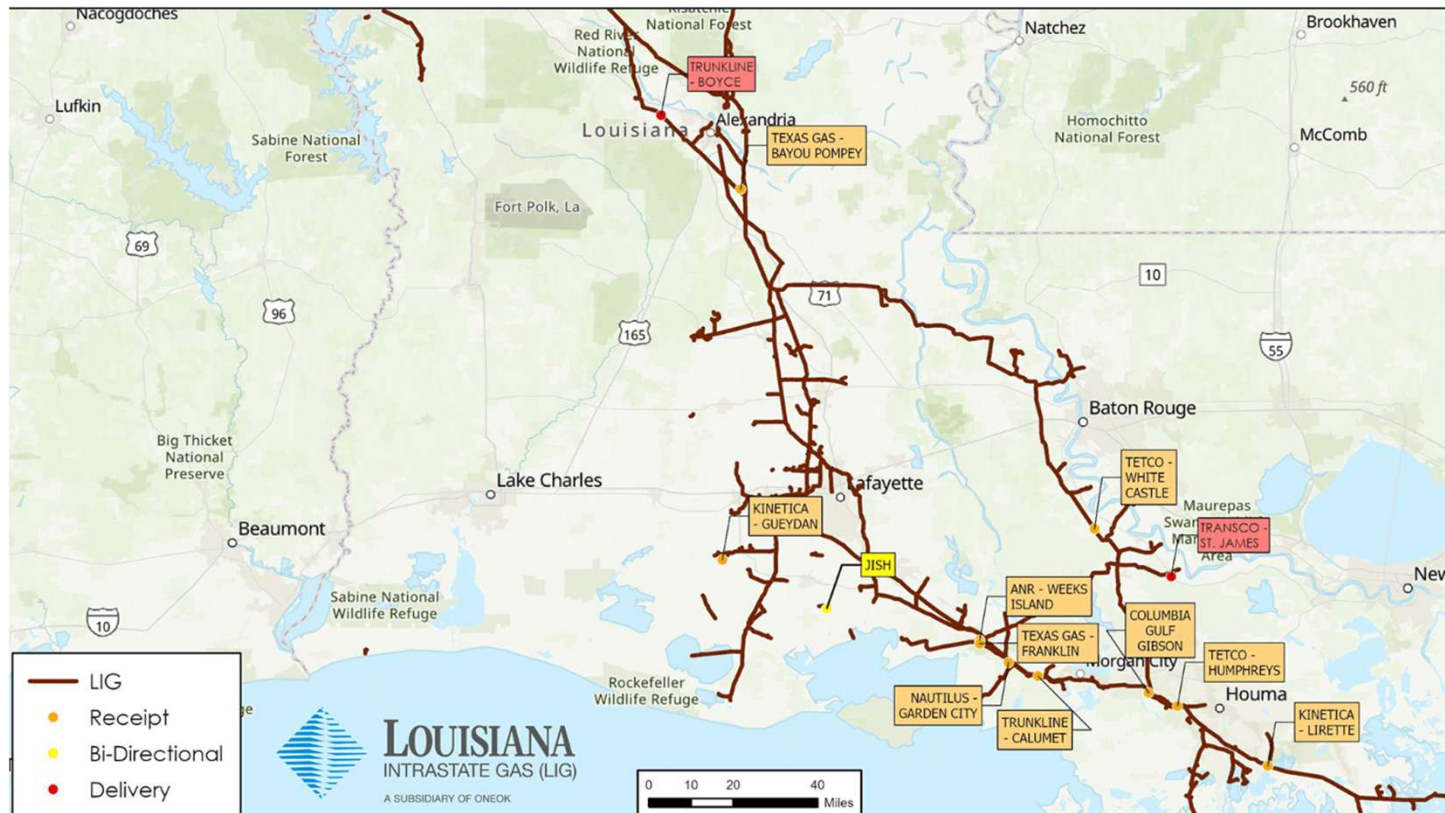 Nacogdoches
National Forest
Natchez
Brookhaven
Red River
National
Wildlife Refuge
TRUNKLINE
- BOYCE
560 ft
Lufkin
Homochitto
National Forest
Alexandria
Louisiana
McComb
Sabine National
Forest
TEXAS GAS -
BAYOU POMPEY
Fort Polk, La
69
10
71
96
165
55
Baton Rouge
Big Thicket
National
Preserve
TETCO -
WHITE
CASTLE
Lake Charles
Lafayette
Maurepas
KINETICA
- GUEYDAN
TRANSCO -
ST. JAMES
Area
Beaumont
JISH
New
Sabine National
Wildlife Refuge
ANR - WEEKS
ISLAND
COLUMBIA
GULF
GIBSON
10
TEXAS GAS -
FRANKLIN
TETCO -
HUMPHREYS
Morgan City
Rockefeller
Wildlife Refuge
NAUTILUS -
GARDEN CITY
Houma
TRUNKLINE
- CALUMET
KINETICA
- LIRETTE
LIG
Receipt
Bi-Directional
Delivery
LOUISIANA
INTRASTATE GAS (LIG)
A SUBSIDIARY OF ONEOK
0 10 20 40
Miles